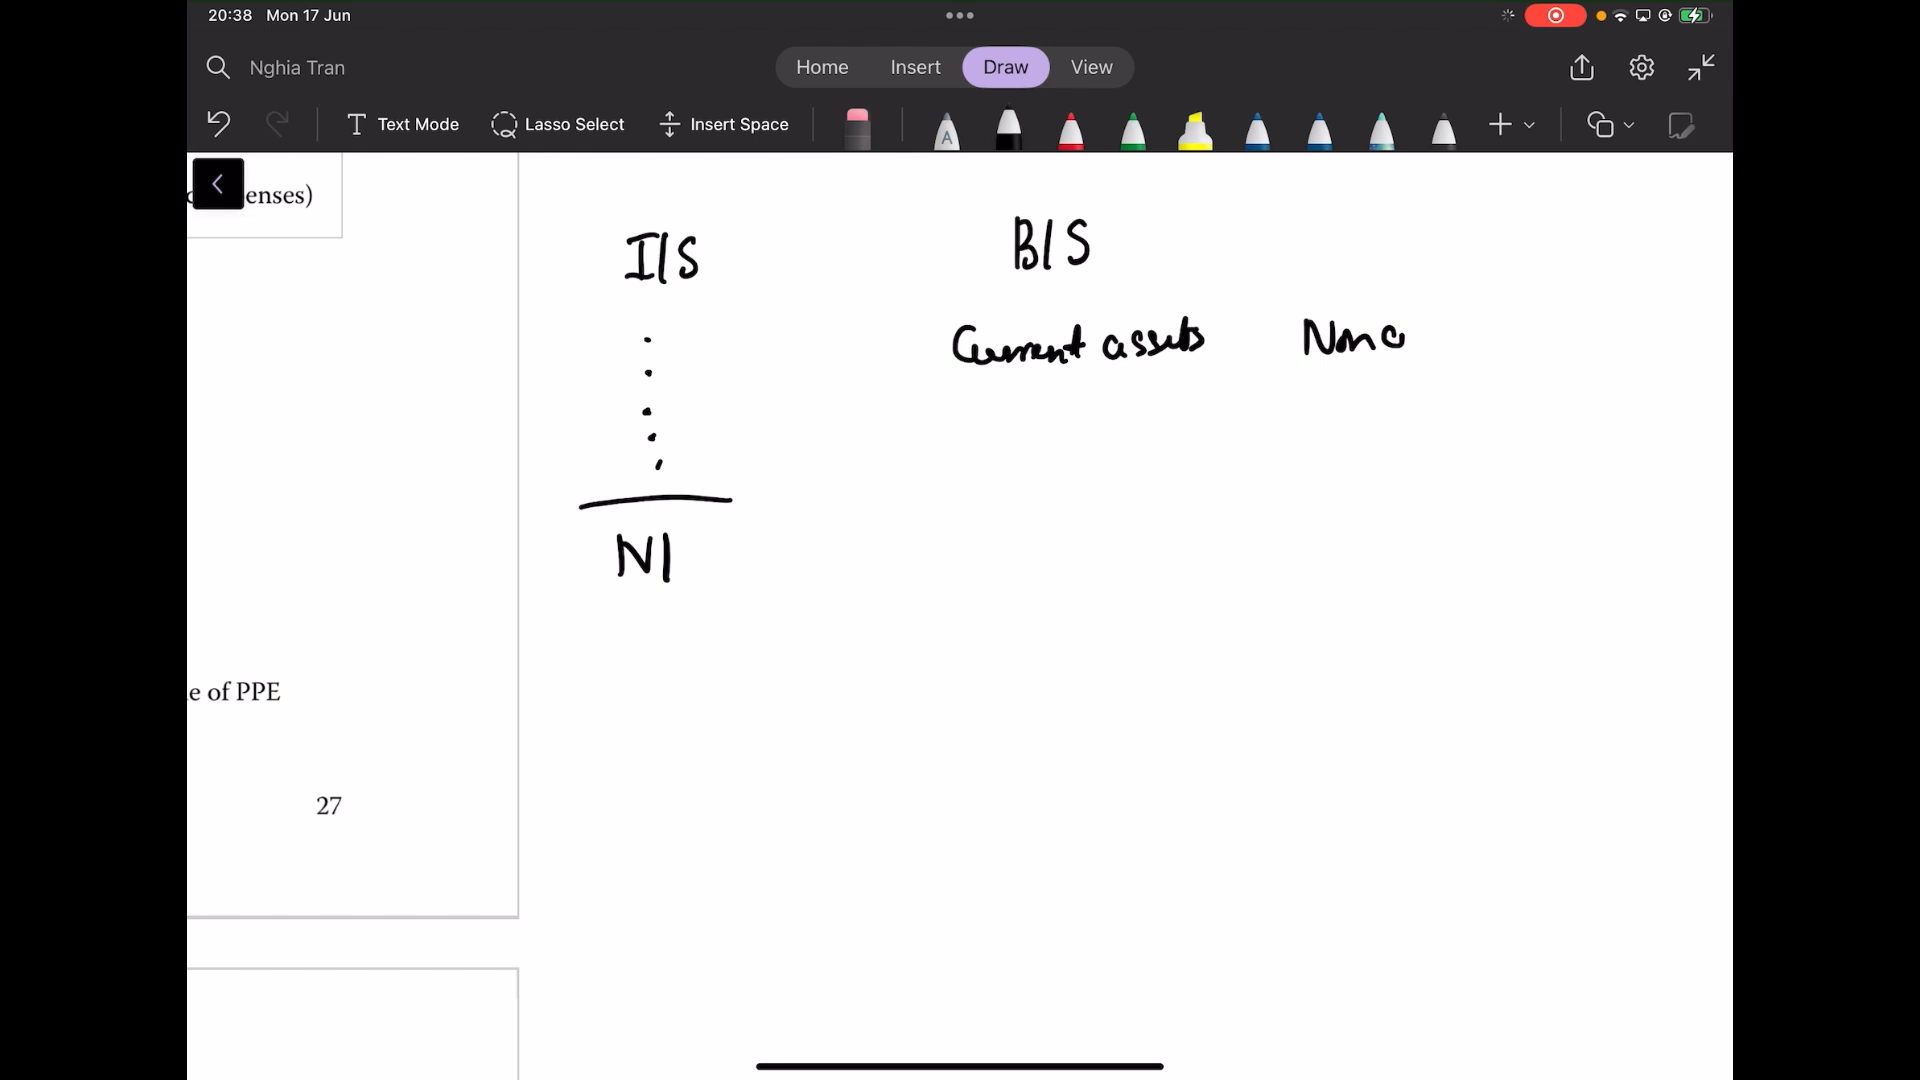 20:38 Mon 17 Jun
Nghia Tran
Home Insert Draw View
Text Mode Lasso Select Insert Space
A
enses)
I/S B/S
Current assets Non c
NI
e of PPE
27